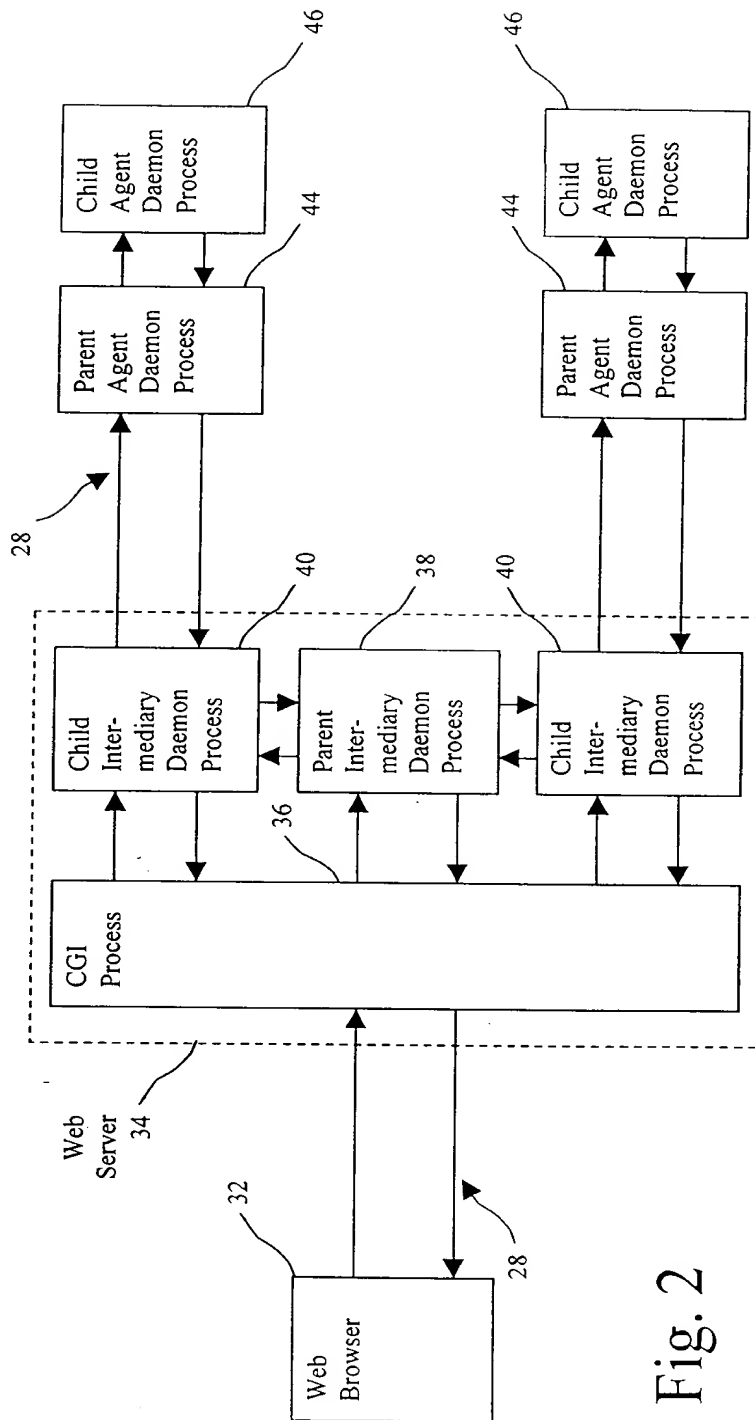 Web
Browser
32
28
Web
Server
34
CGI
Process
36
Child
Inter-
mediary
Daemon
Process
40
Parent
Inter-
mediary
Daemon
Process
38
Child
Inter-
mediary
Daemon
Process
40
28
Parent
Agent
Daemon
Process
44
Child
Agent
Daemon
Process
46
Parent
Agent
Daemon
Process
44
Child
Agent
Daemon
Process
46
Fig. 2